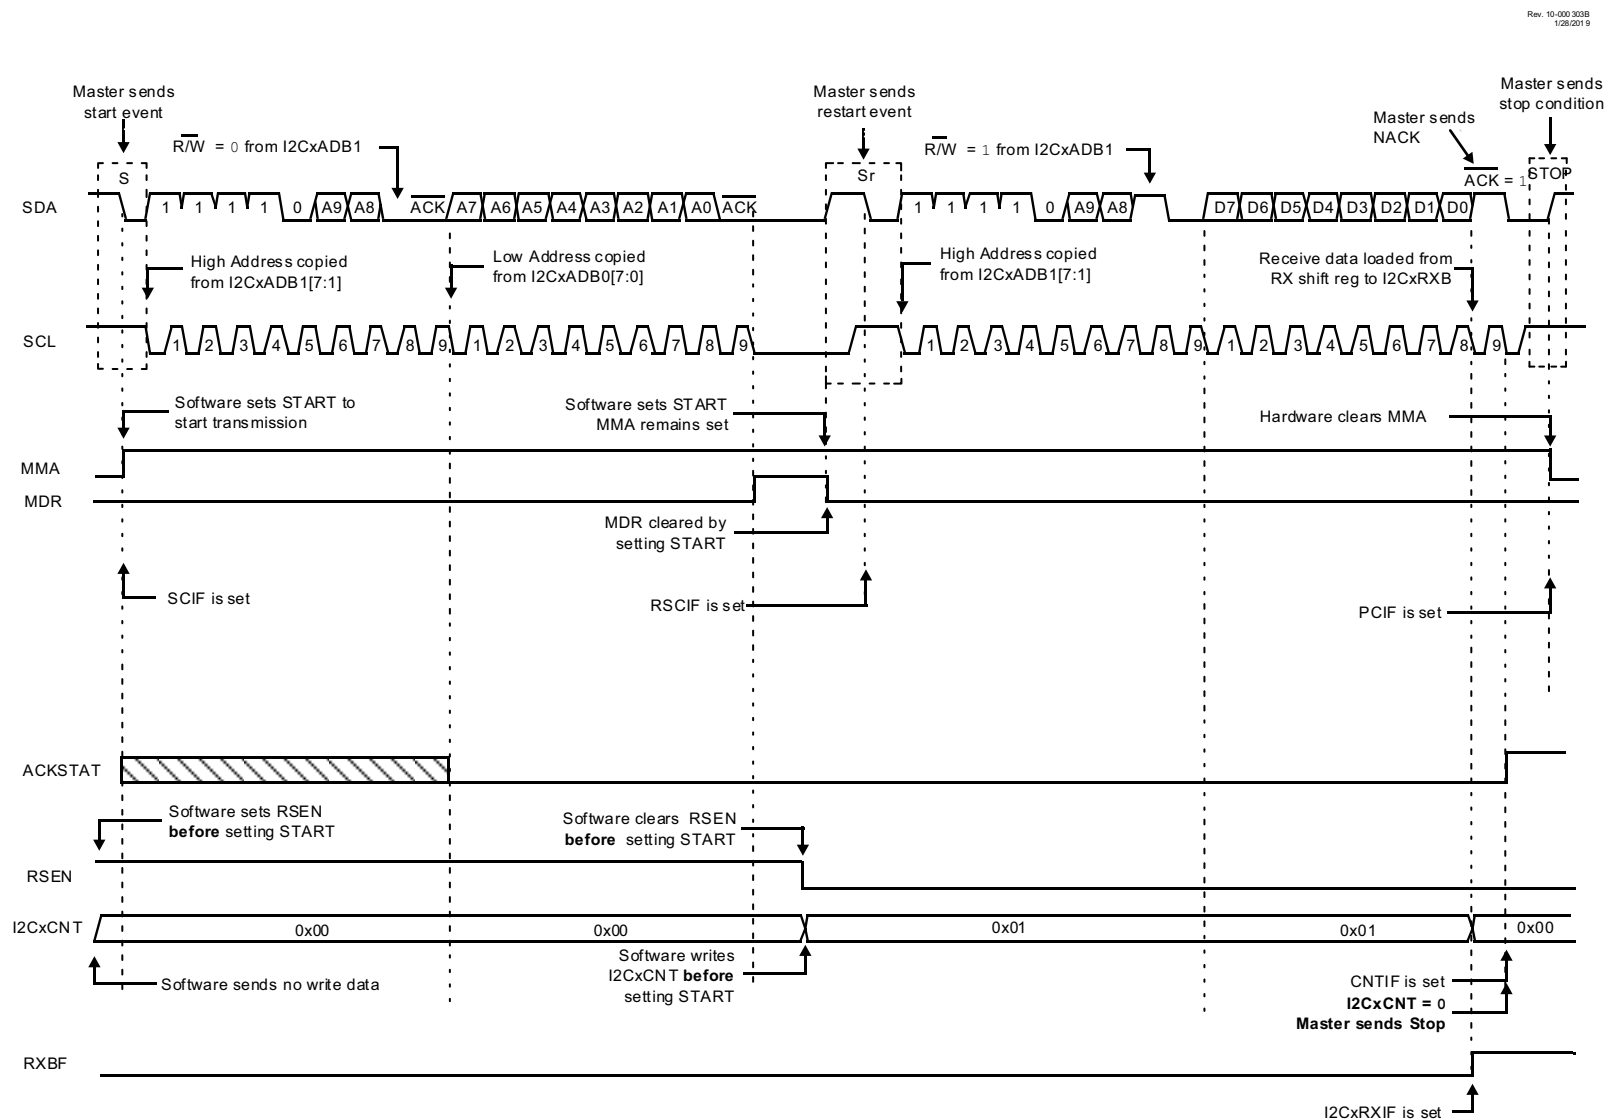 Rev. 10-000 303B
1/28/201 9
Master sends
start event
Master sends
restart event
Master sends
stop condition
Master sends
NACK
R/W = 0 from I2CxADB1
R/W = 1 from I2CxADB1
S
Sr
ACK = 1
STOP
SDA
1 1 1 1 0 A9 A8 ACK A7 A6 A5 A4 A3 A2 A1 A0 ACK 1 1 1 1 0 A9 A8 D7 D6 D5 D4 D3 D2 D1 D0
High Address copied
from I2CxADB1[7:1]
Low Address copied
from I2CxADB0[7:0]
High Address copied
from I2CxADB1[7:1]
Receive data loaded from
RX shift reg to I2CxRXB
SCL
1 2 3 4 5 6 7 8 9 1 2 3 4 5 6 7 8 9 1 2 3 4 5 6 7 8 9 1 2 3 4 5 6 7 8 9
Software sets START to
start transmission
Software sets START
MMA remains set
Hardware clears MMA
MMA
MDR
MDR cleared by
setting START
SCIF is set
RSCIF is set
PCIF is set
ACKSTAT
Software sets RSEN
before setting START
Software clears RSEN
before setting START
RSEN
I2CxCNT
0x00 0x00 0x01 0x01 0x00
Software sends no write data
Software writes
I2CxCNT before
setting START
CNTIF is set
I2CxCNT = 0
Master sends Stop
RXBF
I2CxRXIF is set